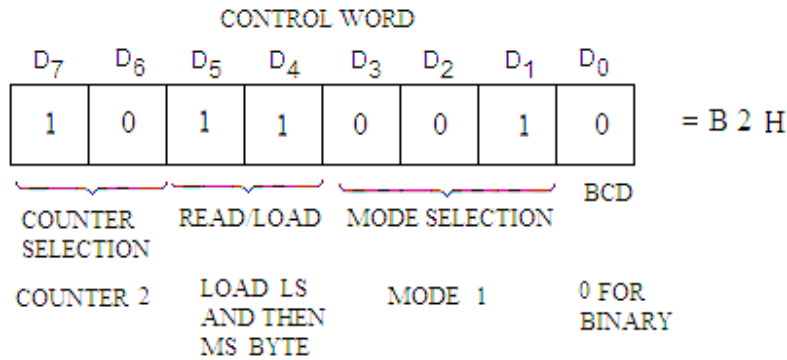 CONTROL WORD
D7 D6 D5 D4 D3 D2 D1 D0
1 0 1 1 0 0 1 0 = B 2 H
COUNTER SELECTION
READ/LOAD
MODE SELECTION
BCD
COUNTER 2
LOAD LS
AND THEN
MS BYTE
MODE 1
0 FOR
BINARY